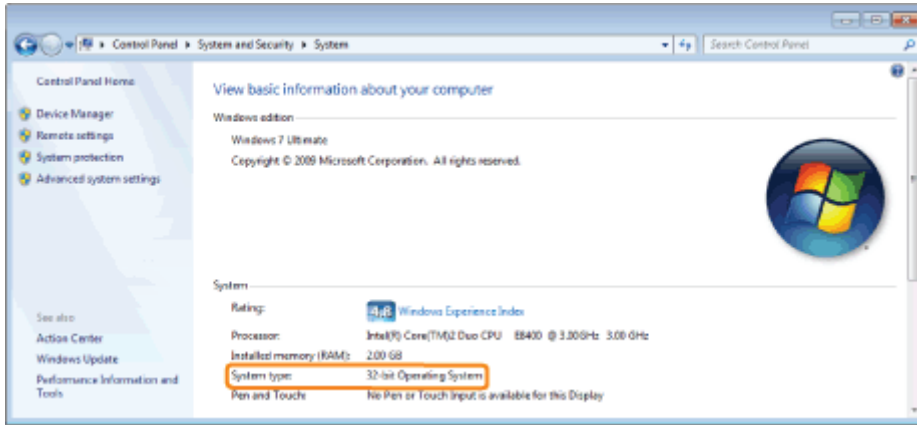 Control Panel ▸ System and Security ▸ System
Search Control Panel
Control Panel Home
Device Manager
Remote settings
System protection
Advanced system settings
See also
Action Center
Windows Update
Performance Information and
Tools
View basic information about your computer
Windows edition
Windows 7 Ultimate
Copyright © 2009 Microsoft Corporation. All rights reserved.
System
Rating: 4,8 Windows Experience Index
Processor: Intel(R) Core(TM)2 Duo CPU E8400 @ 3.00GHz 3.00 GHz
Installed memory (RAM): 2.00 GB
System type: 32-bit Operating System
Pen and Touch: No Pen or Touch Input is available for this Display